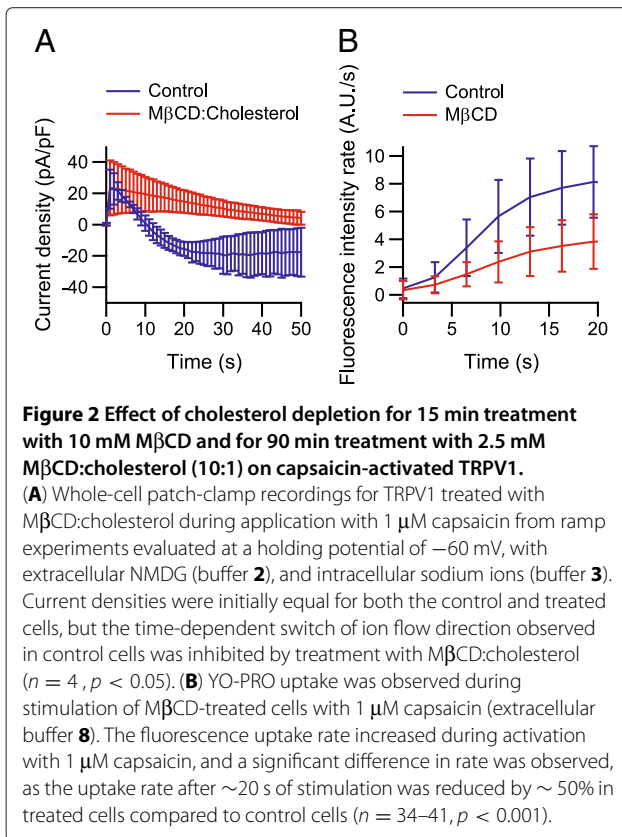 A
B
Control
MβCD:Cholesterol
Control
MβCD
Current density (pA/pF)
40
20
0
-20
-40
0 10 20 30 40 50
Time (s)
Fluorescence intensity rate (A.U./s)
10
8
6
4
2
0
0 5 10 15 20
Time (s)
Figure 2 Effect of cholesterol depletion for 15 min treatment
with 10 mM MβCD and for 90 min treatment with 2.5 mM
MβCD:cholesterol (10:1) on capsaicin-activated TRPV1.
(A) Whole-cell patch-clamp recordings for TRPV1 treated with
MβCD:cholesterol during application with 1 μM capsaicin from ramp
experiments evaluated at a holding potential of −60 mV, with
extracellular NMDG (buffer 2), and intracellular sodium ions (buffer 3).
Current densities were initially equal for both the control and treated
cells, but the time-dependent switch of ion flow direction observed
in control cells was inhibited by treatment with MβCD:cholesterol
(n = 4 , p < 0.05). (B) YO-PRO uptake was observed during
stimulation of MβCD-treated cells with 1 μM capsaicin (extracellular
buffer 8). The fluorescence uptake rate increased during activation
with 1 μM capsaicin, and a significant difference in rate was observed,
as the uptake rate after ∼20 s of stimulation was reduced by ∼ 50% in
treated cells compared to control cells (n = 34–41, p < 0.001).